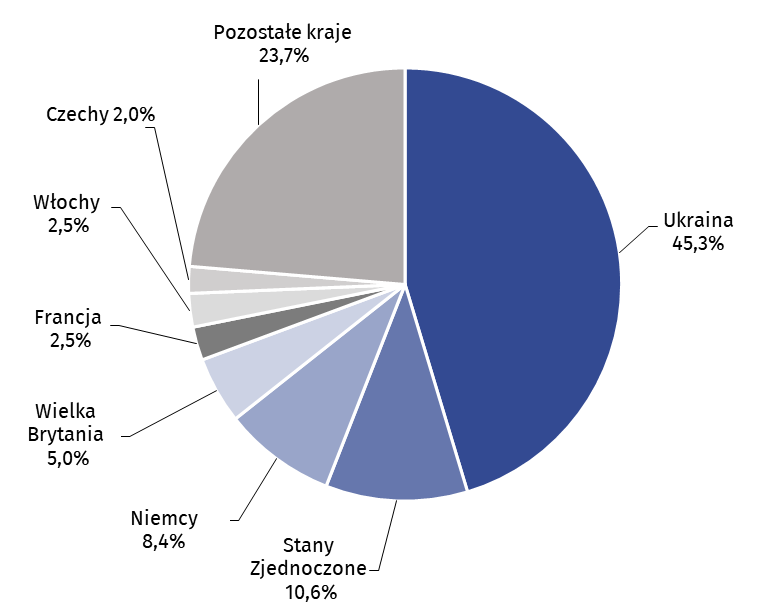 Pozostałe kraje
23,7%
Czechy 2,0%
Włochy
2,5%
Francja
2,5%
Wielka
Brytania
5,0%
Niemcy
8,4%
Stany
Zjednoczone
10,6%
Ukraina
45,3%